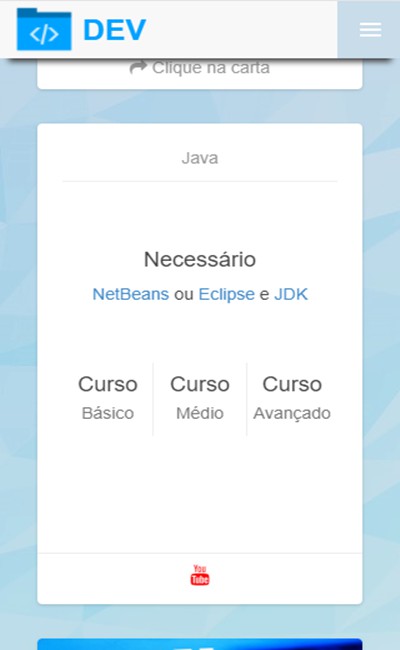 DEV
Clique na carta
Java
Necessário
NetBeans ou Eclipse e JDK
Curso Curso Curso
Básico Médio Avançado
You
Tube